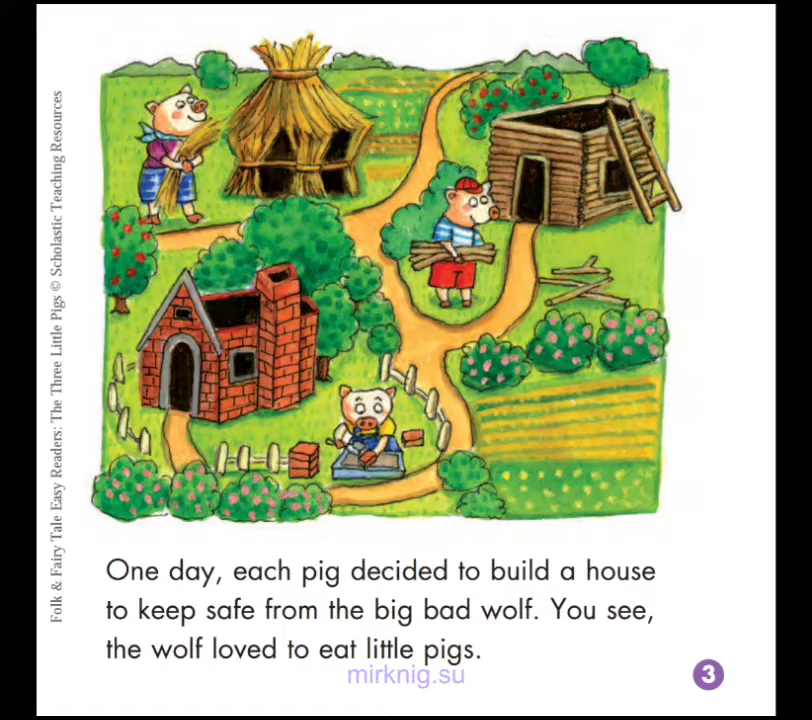 Folk & Fairy Tale Easy Readers: The Three Little Pigs © Scholastic Teaching Resources
One day, each pig decided to build a house
to keep safe from the big bad wolf. You see,
the wolf loved to eat little pigs.
mirknig.su
3